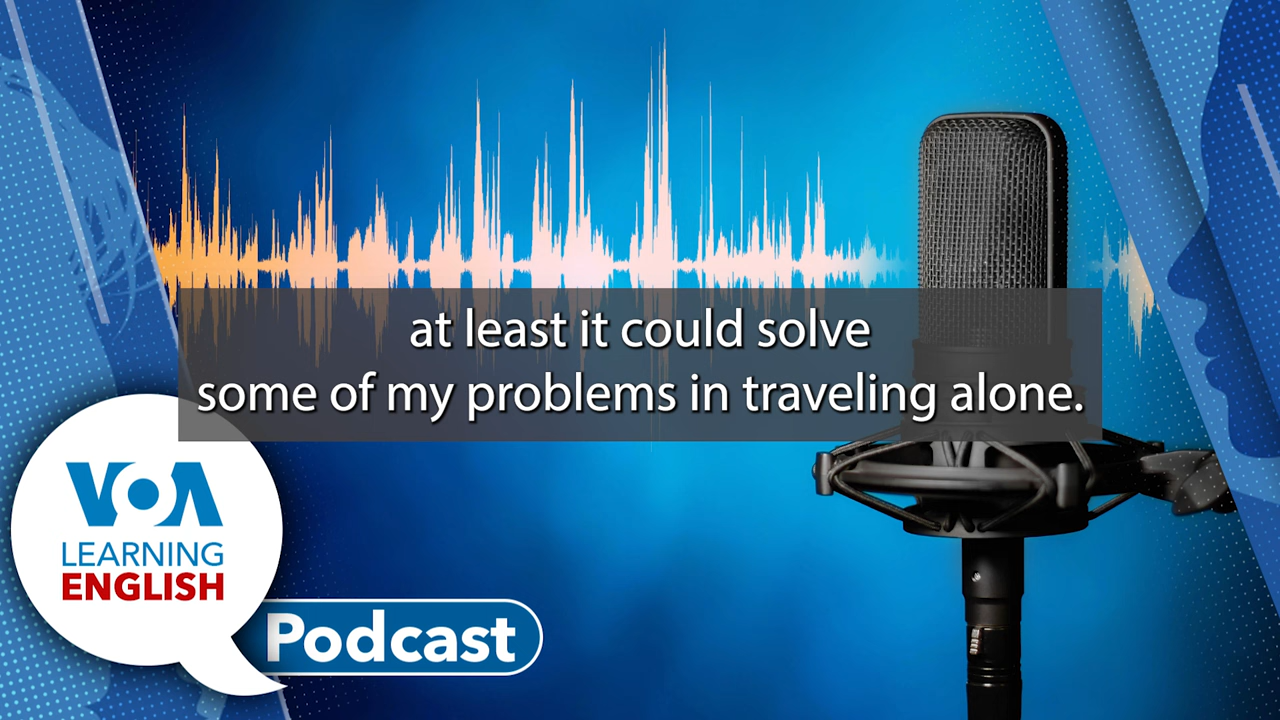 at least it could solve
some of my problems in traveling alone.
VOA
LEARNING
ENGLISH
Podcast